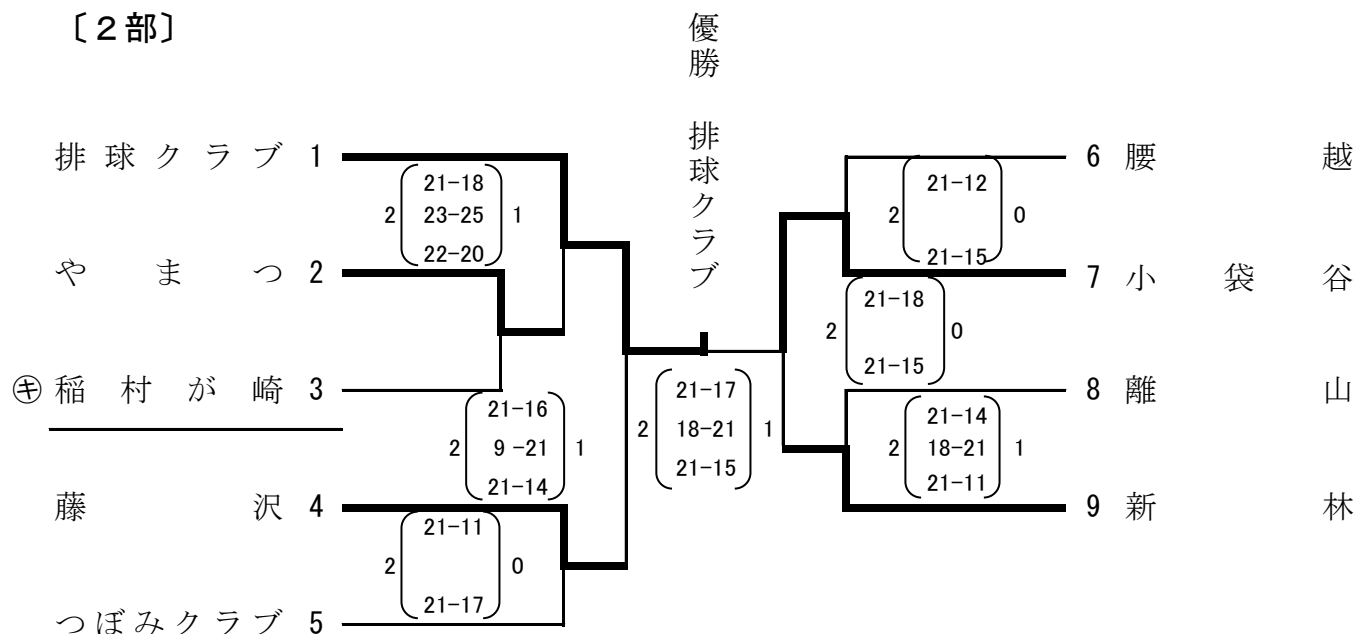 〔２部〕
優勝 排球クラブ
排球クラブ 1
やまつ 2
㋖稲村が崎 3
藤沢 4
つぼみクラブ 5
2 21-18 23-25 22-20 1
2 21-16 9-21 21-14 1
2 21-11 21-17 0
2 21-17 18-21 21-15 1
6 腰越
7 小袋谷
8 離山
9 新林
2 21-12 21-15 0
2 21-18 21-15 0
2 21-14 18-21 21-11 1